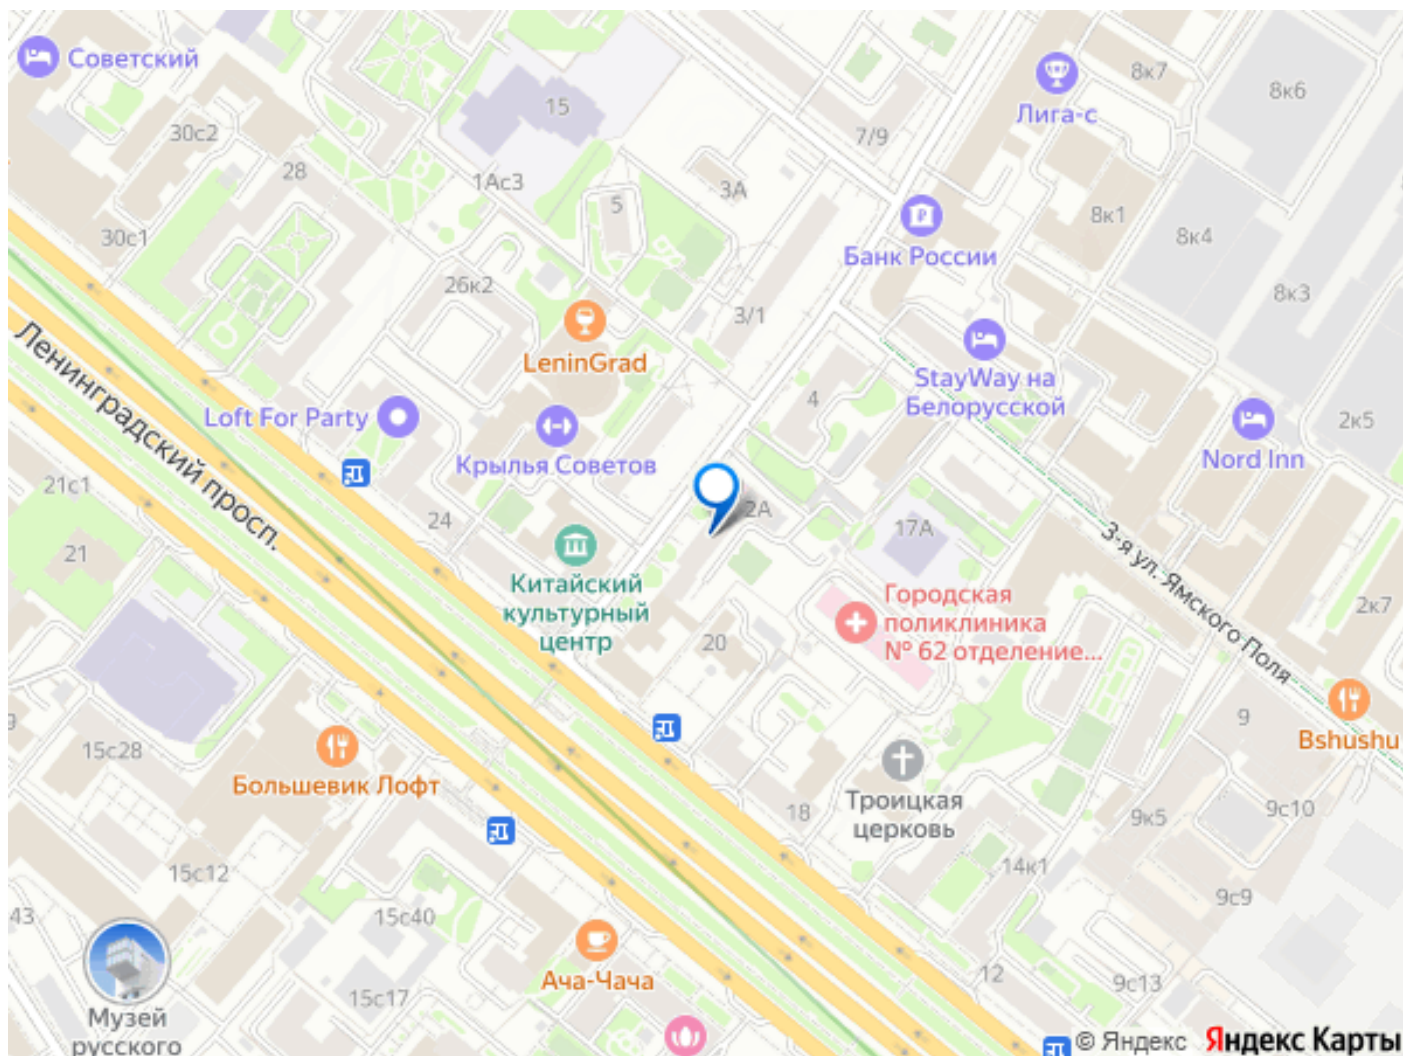 Советский
15
8к7
8к6
Лига-с
30с2
7/9
28
1Ас3
3А
5
8к1
30с1
8к4
Банк России
26к2
8к3
3/1
LeninGrad
StayWay на
Белорусской
4
Loft For Party
2к5
Крылья Советов
Nord Inn
Ленинградский просп.
21с1
24
2А
17А
3-я ул. Ямского Поля
21
Китайский
культурный
центр
Городская
поликлиника
№ 62 отделение...
2к7
20
9
15с28
Bshushu
Большевик Лофт
Троицкая
церковь
18
9с10
9к5
15с12
14к1
9с9
43
15с40
Ача-Чача
12
9с13
15с17
Музей
русского
© Яндекс Яндекс Карты